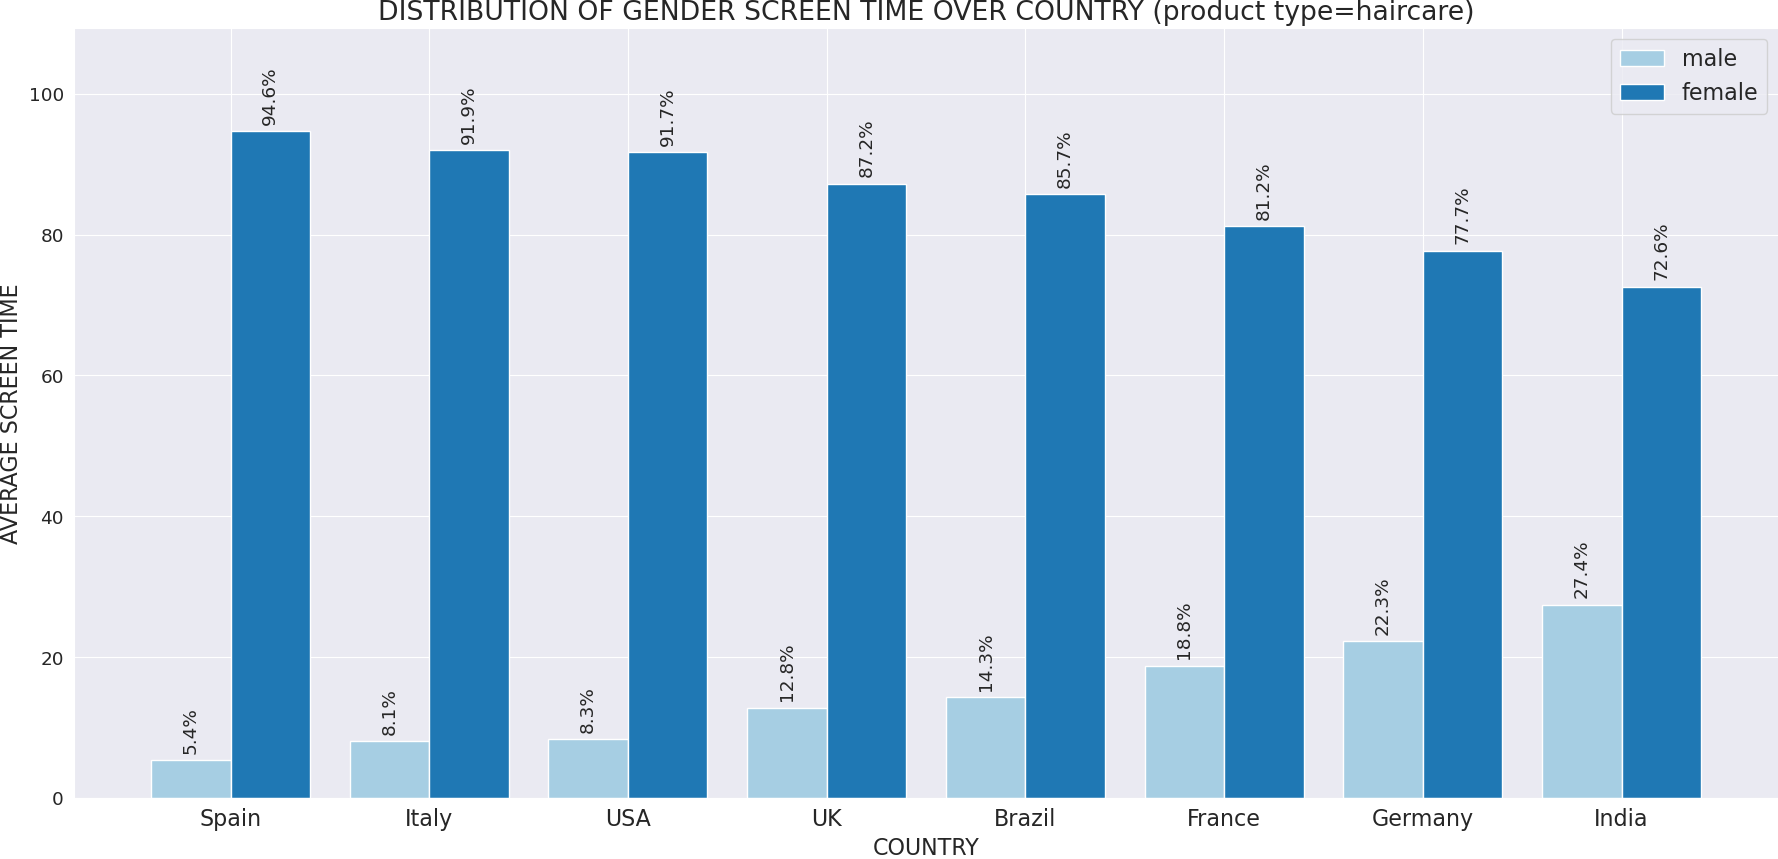 DISTRIBUTION OF GENDER SCREEN TIME OVER COUNTRY (product type=haircare)
male
female
AVERAGE SCREEN TIME
100
80
60
40
20
0
5.4%
94.6%
8.1%
91.9%
8.3%
91.7%
12.8%
87.2%
14.3%
85.7%
18.8%
81.2%
22.3%
77.7%
27.4%
72.6%
Spain
Italy
USA
UK
Brazil
France
Germany
India
COUNTRY